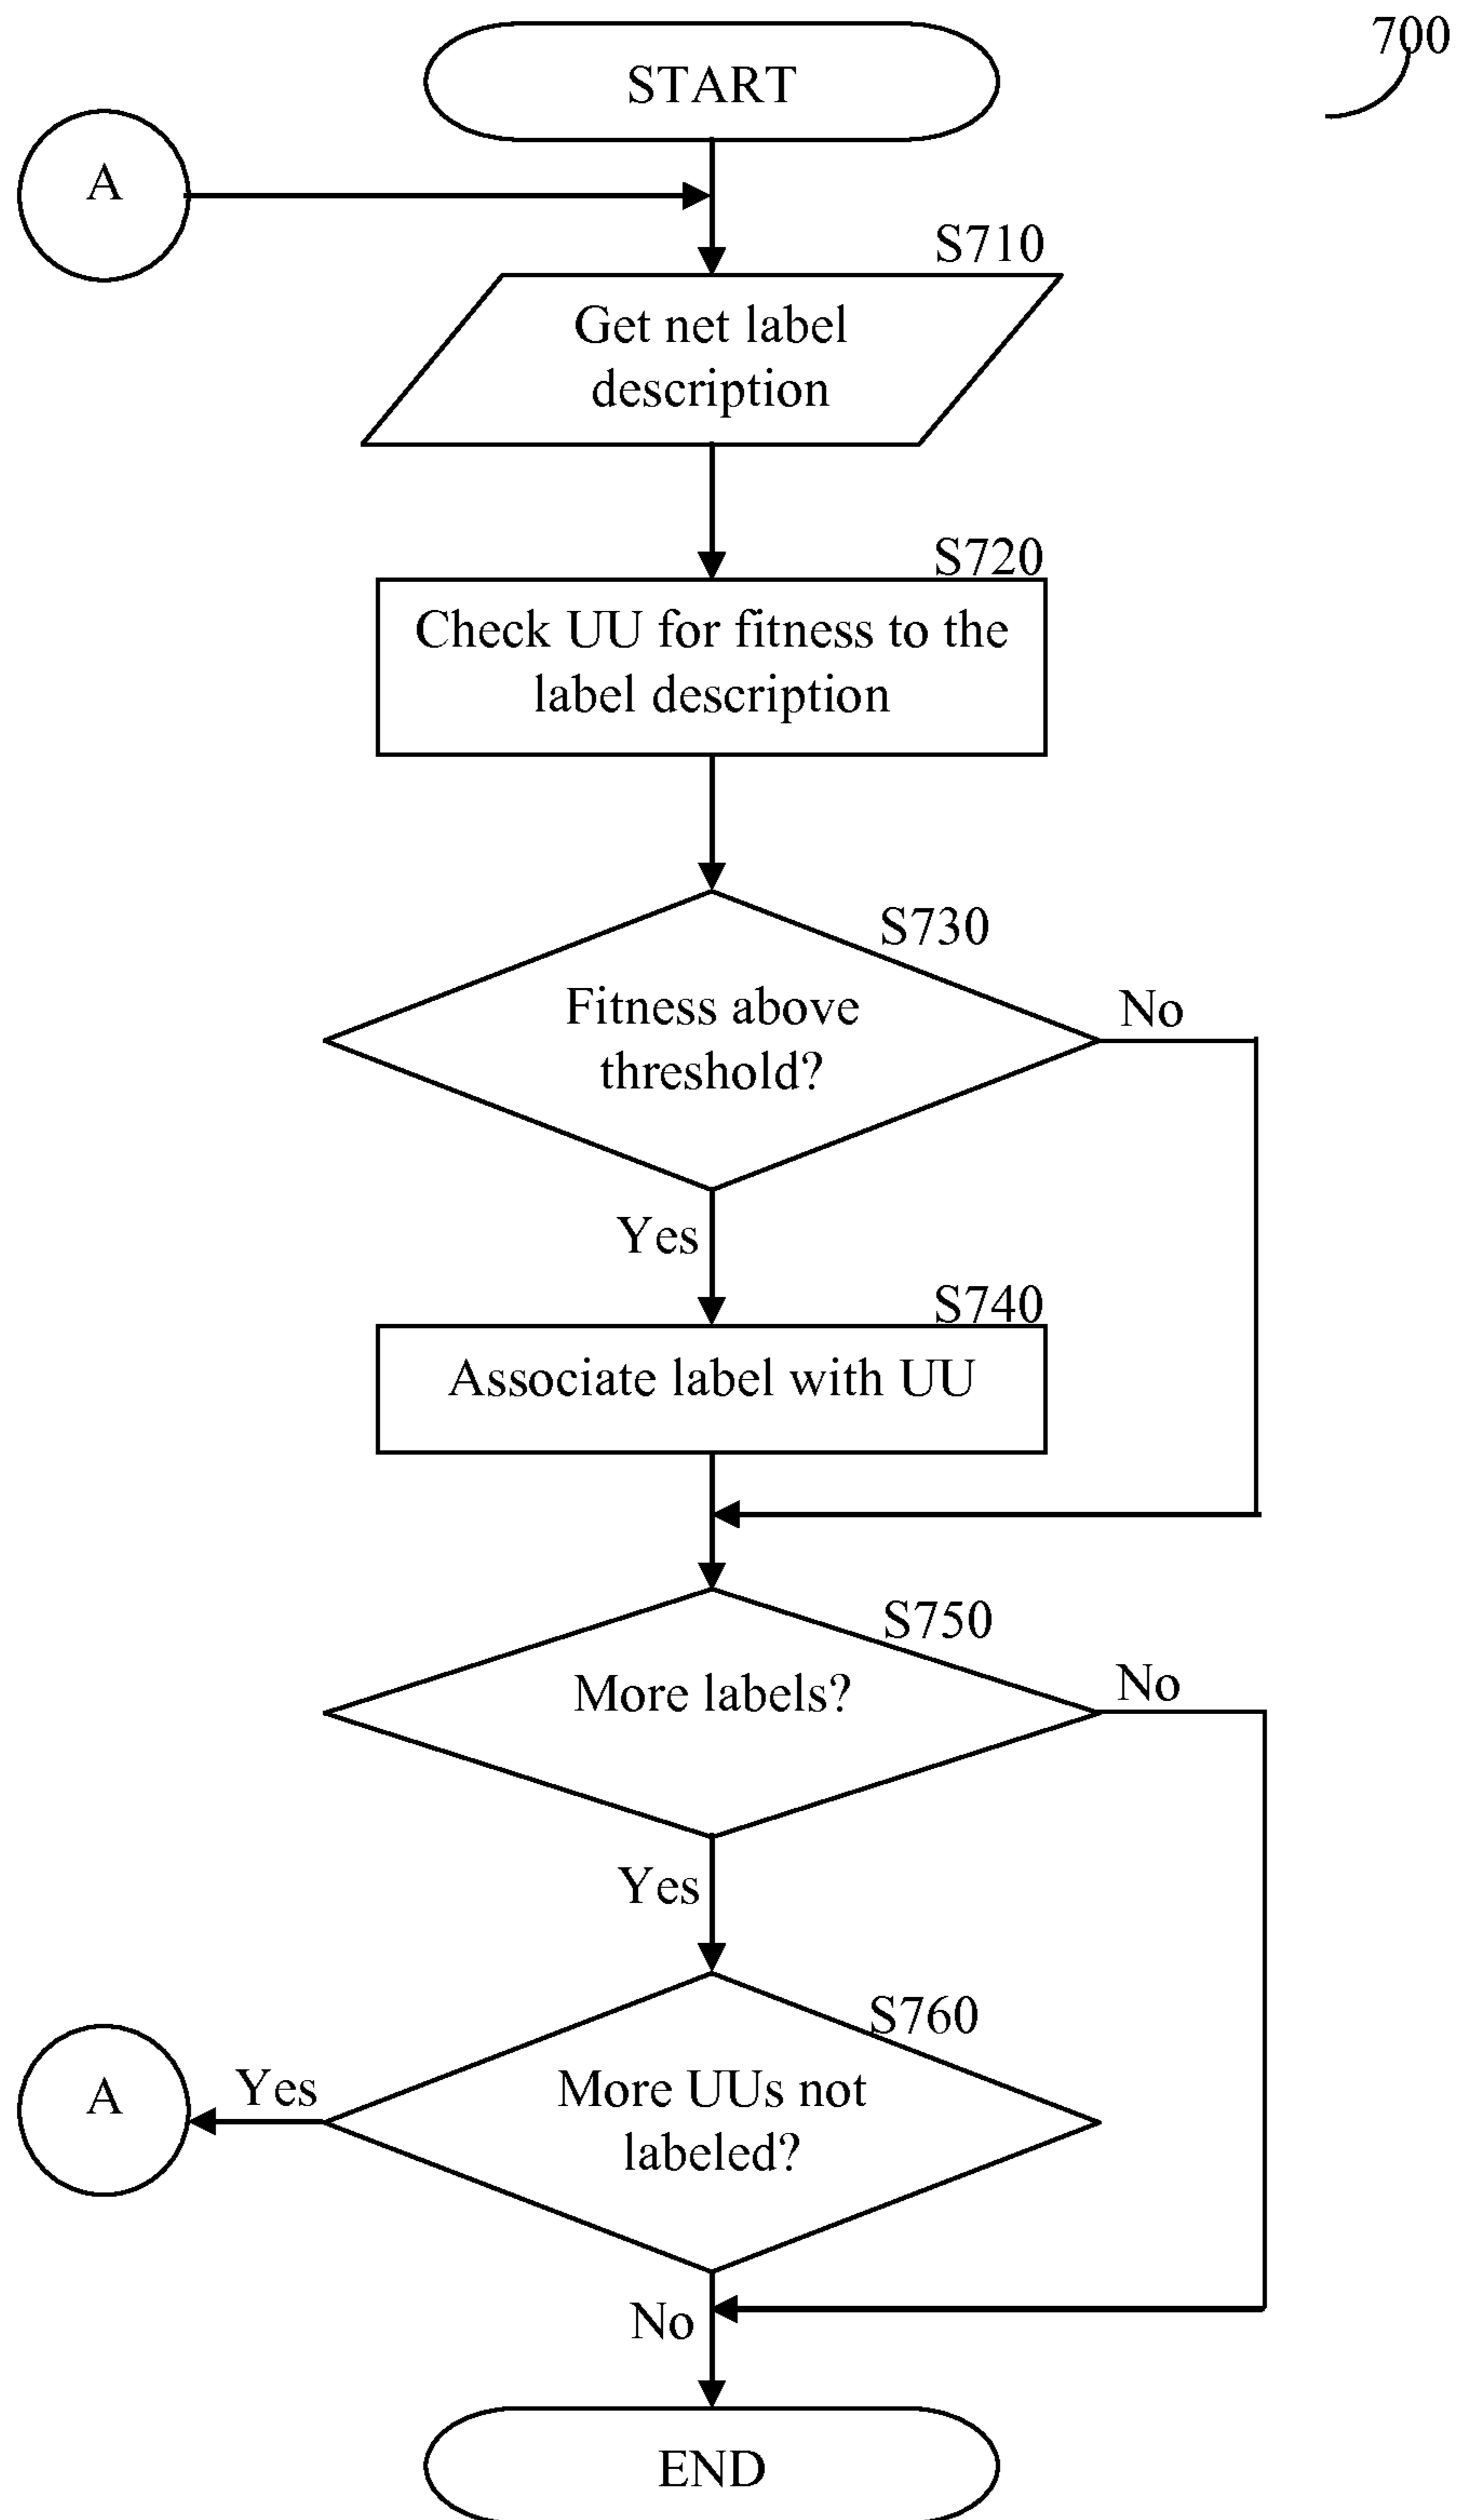 700
START
A
S710
Get net label
description
S720
Check UU for fitness to the
label description
S730
Fitness above
threshold?
No
Yes
S740
Associate label with UU
S750
More labels?
No
Yes
S760
More UUs not
labeled?
Yes
A
No
END